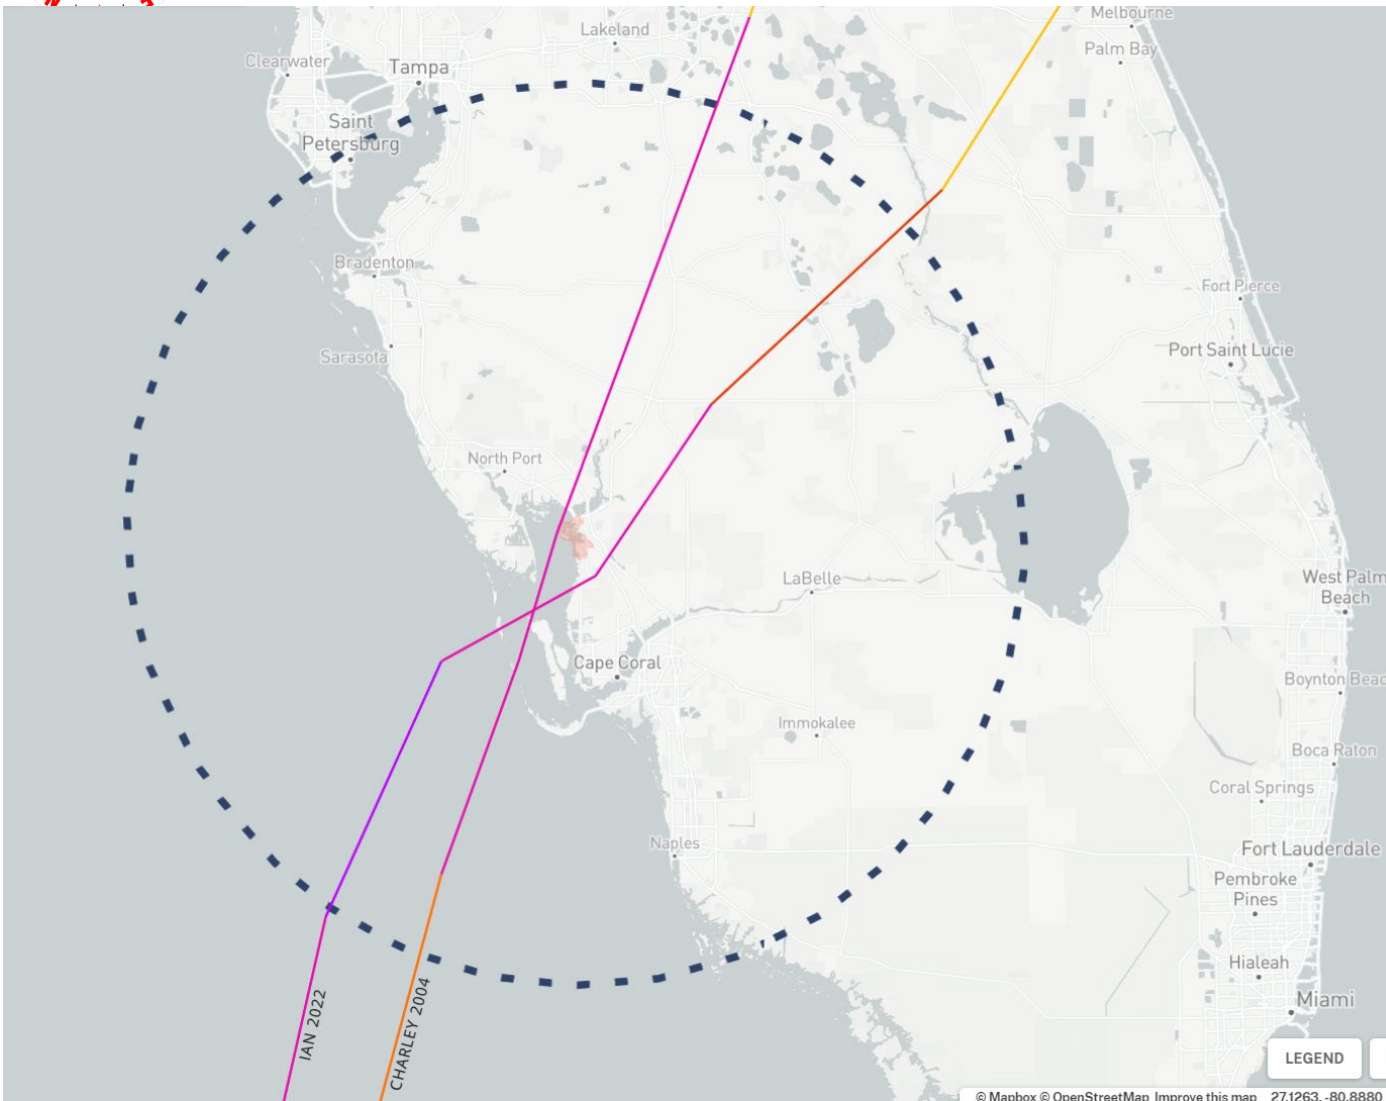 Melbourne
Lakeland
Palm Bay
Clearwater
Tampa
Saint
Petersburg
Bradenton
Fort Pierce
Sarasota
Port Saint Lucie
North Port
LaBelle
West Palm
Beach
Cape Coral
Boynton Beac
Immokalee
Boca Raton
Coral Springs
Naples
Fort Lauderdale
Pembroke
Pines
Hialeah
IAN 2022
CHARLEY 2004
Miami
LEGEND
© Mapbox © OpenStreetMap Improve this map 27.1263, -80.8880